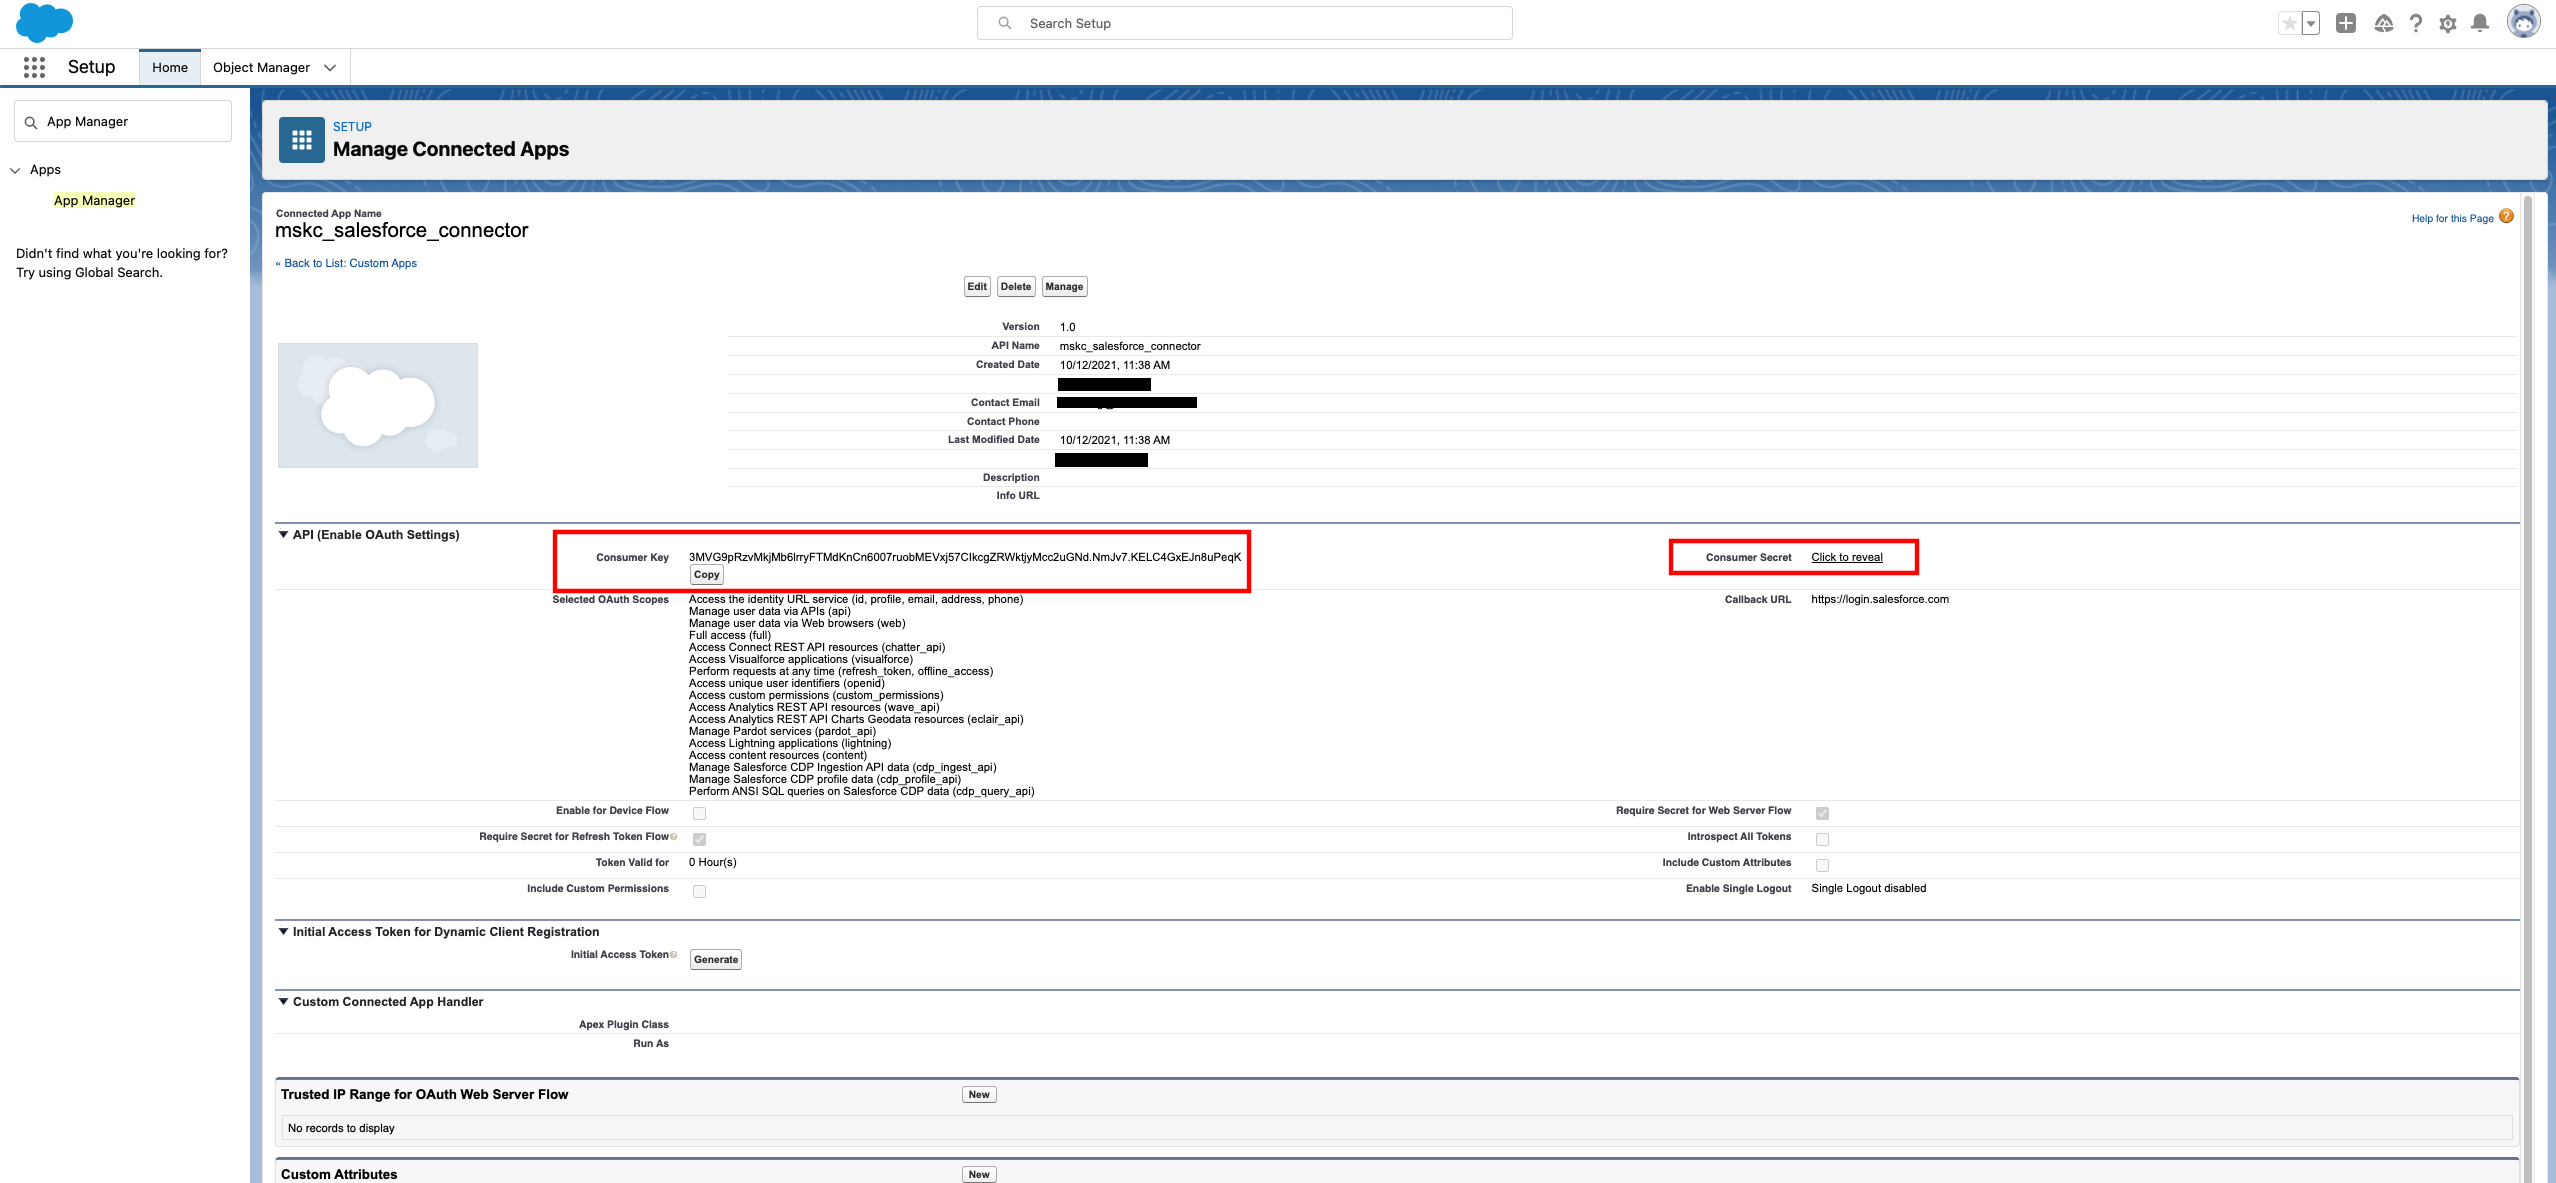 Search Setup
Setup
Home
Object Manager
App Manager
Apps
App Manager
Didn't find what you're looking for?
Try using Global Search.
SETUP
Manage Connected Apps
Connected App Name
mskc_salesforce_connector
Help for this Page
« Back to List: Custom Apps
Edit Delete Manage
Version 1.0
API Name mskc_salesforce_connector
Created Date 10/12/2021, 11:38 AM
Contact Email
Contact Phone
Last Modified Date 10/12/2021, 11:38 AM
Description
Info URL
API (Enable OAuth Settings)
Consumer Key 3MVG9pRzvMkjMb6lrryFTMdKnCn6007ruobMEVxj57CIkcgZRWktjyMcc2uGNd.NmJv7.KELC4GxEJn8uPeqK
Copy
Consumer Secret Click to reveal
Selected OAuth Scopes Access the identity URL service (id, profile, email, address, phone)
Manage user data via APIs (api)
Manage user data via Web browsers (web)
Full access (full)
Access Connect REST API resources (chatter_api)
Access Visualforce applications (visualforce)
Perform requests at any time (refresh_token, offline_access)
Access unique user identifiers (openid)
Access custom permissions (custom_permissions)
Access Analytics REST API resources (wave_api)
Access Analytics REST API Charts Geodata resources (eclair_api)
Manage Pardot services (pardot_api)
Access Lightning applications (lightning)
Access content resources (content)
Manage Salesforce CDP Ingestion API data (cdp_ingest_api)
Manage Salesforce CDP profile data (cdp_profile_api)
Perform ANSI SQL queries on Salesforce CDP data (cdp_query_api)
Callback URL https://login.salesforce.com
Enable for Device Flow
Require Secret for Web Server Flow
Require Secret for Refresh Token Flow
Introspect All Tokens
Token Valid for 0 Hour(s)
Include Custom Attributes
Include Custom Permissions
Enable Single Logout Single Logout disabled
Initial Access Token for Dynamic Client Registration
Initial Access Token Generate
Custom Connected App Handler
Apex Plugin Class
Run As
Trusted IP Range for OAuth Web Server Flow New
No records to display
Custom Attributes New